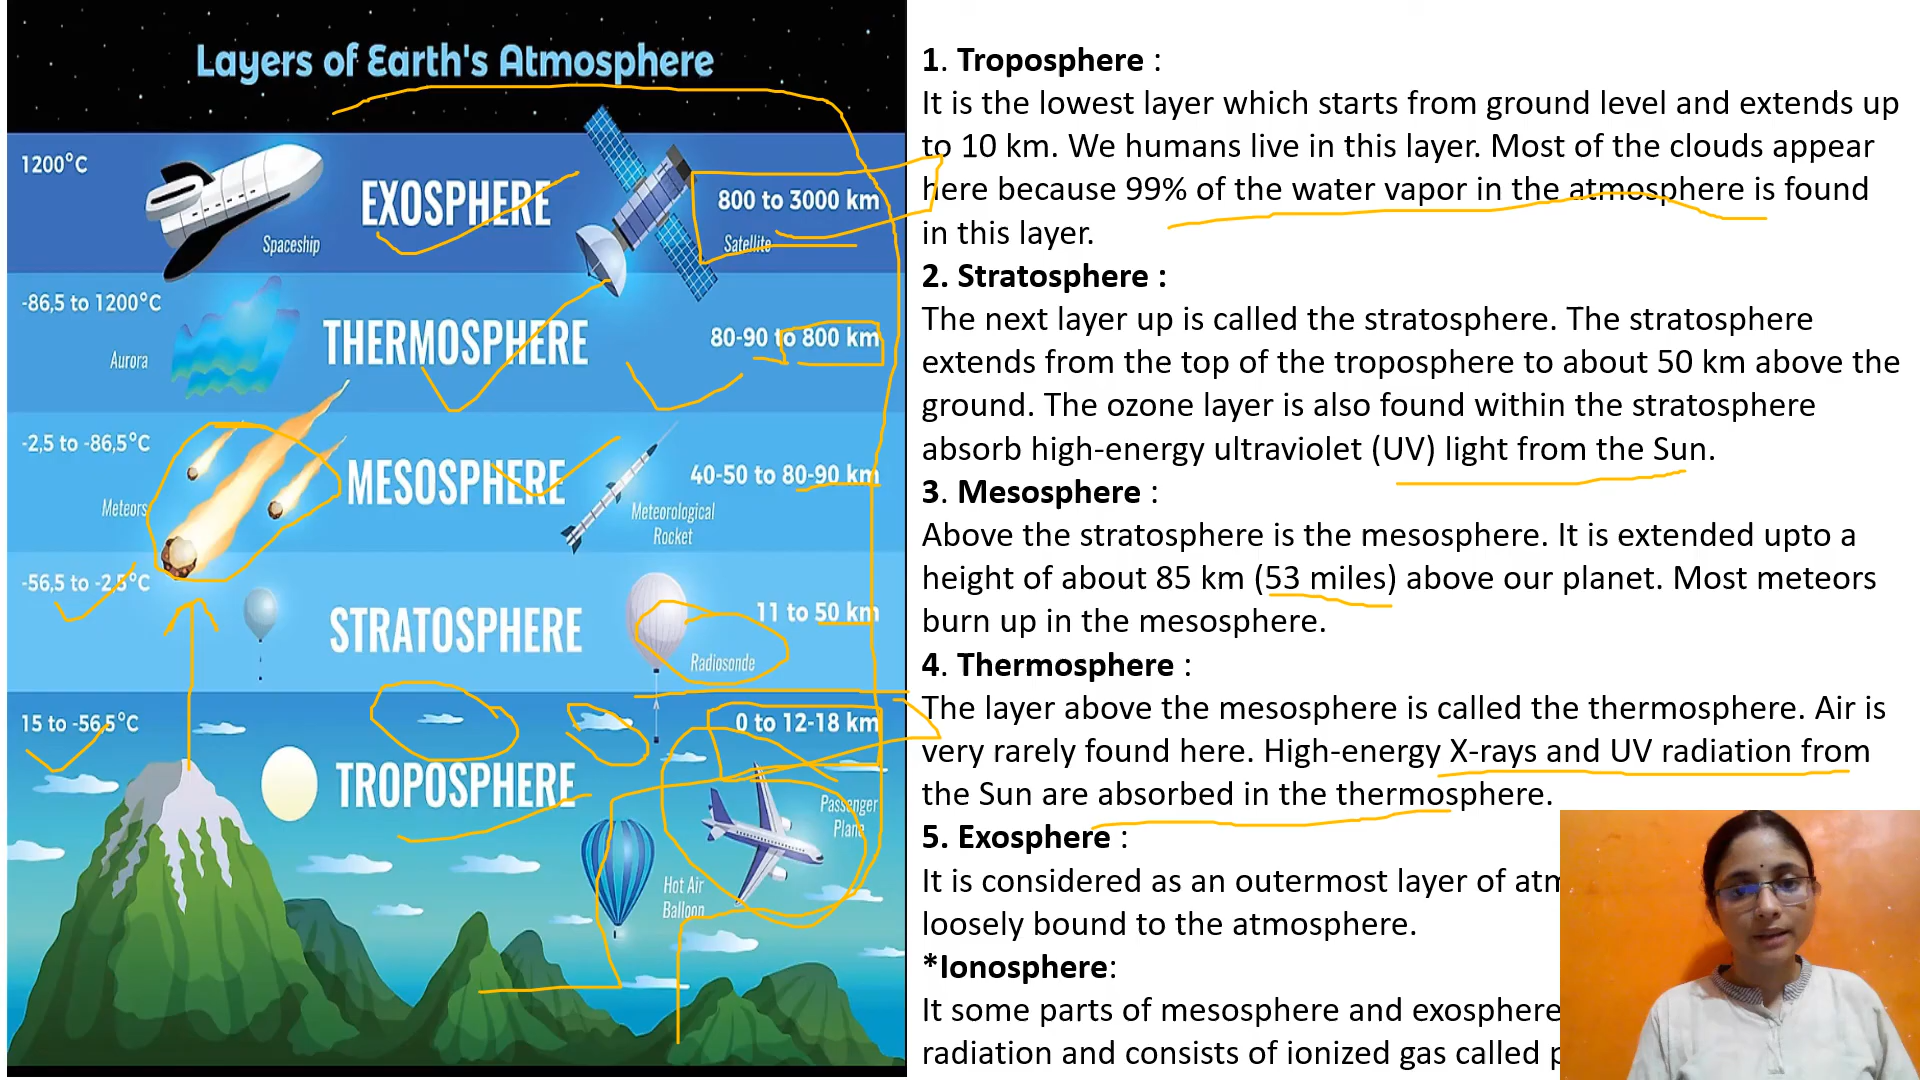 Layers of Earth's Atmosphere
1200°C
EXOSPHERE
800 to 3000 km
Spaceship
Satellite
-86,5 to 1200°C
THERMOSPHERE
80-90 to 800 km
Aurora
-2,5 to -86,5°C
MESOSPHERE
40-50 to 80-90 km
Meteors
Meteorological
Rocket
-56,5 to -2,5°C
STRATOSPHERE
11 to 50 km
Radiosonde
15 to -56,5°C
0 to 12-18 km
TROPOSPHERE
Passenger
Plane
Hot Air
Balloon
1. Troposphere :
It is the lowest layer which starts from ground level and extends up
to 10 km. We humans live in this layer. Most of the clouds appear
here because 99% of the water vapor in the atmosphere is found
in this layer.
2. Stratosphere :
The next layer up is called the stratosphere. The stratosphere
extends from the top of the troposphere to about 50 km above the
ground. The ozone layer is also found within the stratosphere
absorb high-energy ultraviolet (UV) light from the Sun.
3. Mesosphere :
Above the stratosphere is the mesosphere. It is extended upto a
height of about 85 km (53 miles) above our planet. Most meteors
burn up in the mesosphere.
4. Thermosphere :
The layer above the mesosphere is called the thermosphere. Air is
very rarely found here. High-energy X-rays and UV radiation from
the Sun are absorbed in the thermosphere.
5. Exosphere :
It is considered as an outermost layer of
loosely bound to the atmosphere.
*Ionosphere:
It some parts of mesosphere and exosphere
radiation and consists of ionized gas called